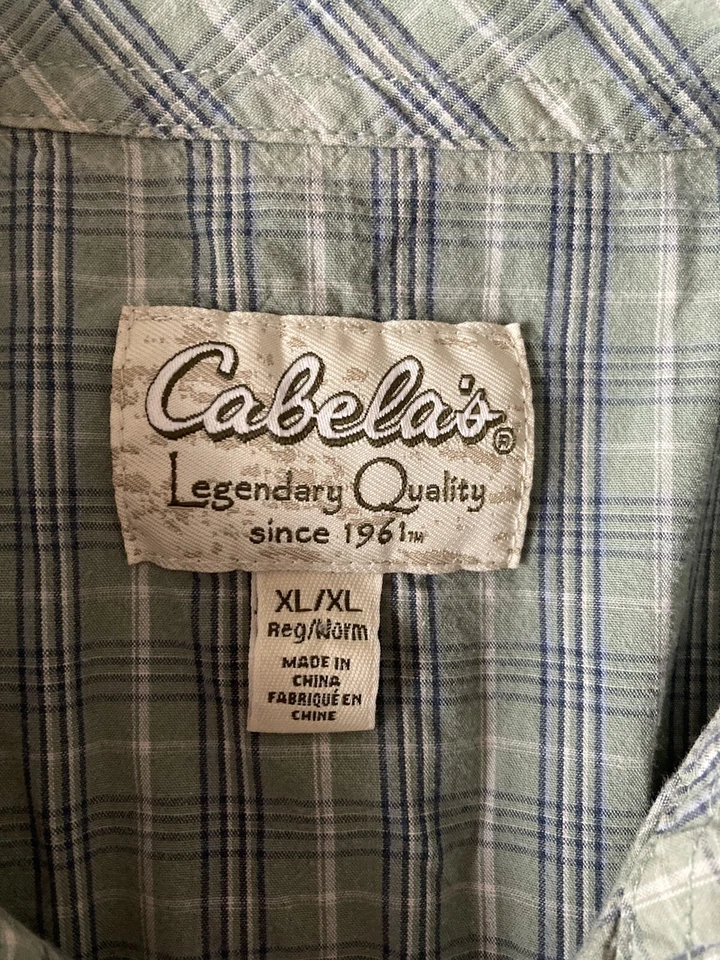 Cabela's®
Legendary Quality
since 1961™
XL/XL
Reg/Norm
MADE IN
CHINA
FABRIQUÉ EN
CHINE